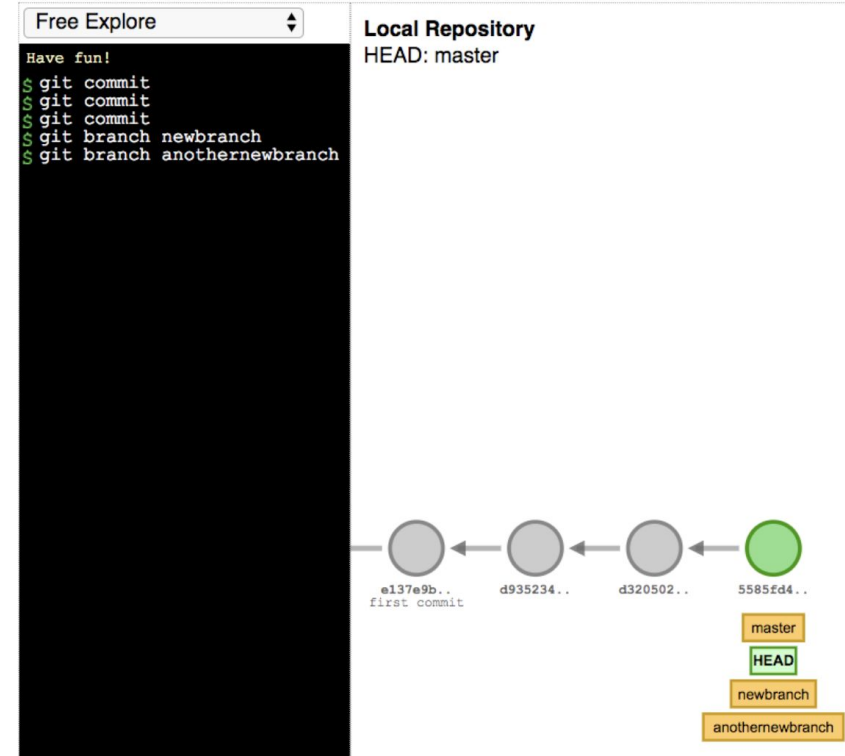 Free Explore
Have fun!
$ git commit
$ git commit
$ git commit
$ git branch newbranch
$ git branch anothernewbranch
Local Repository
HEAD: master
e137e9b..
first commit
d935234..
d320502..
5585fd4..
master
HEAD
newbranch
anothernewbranch